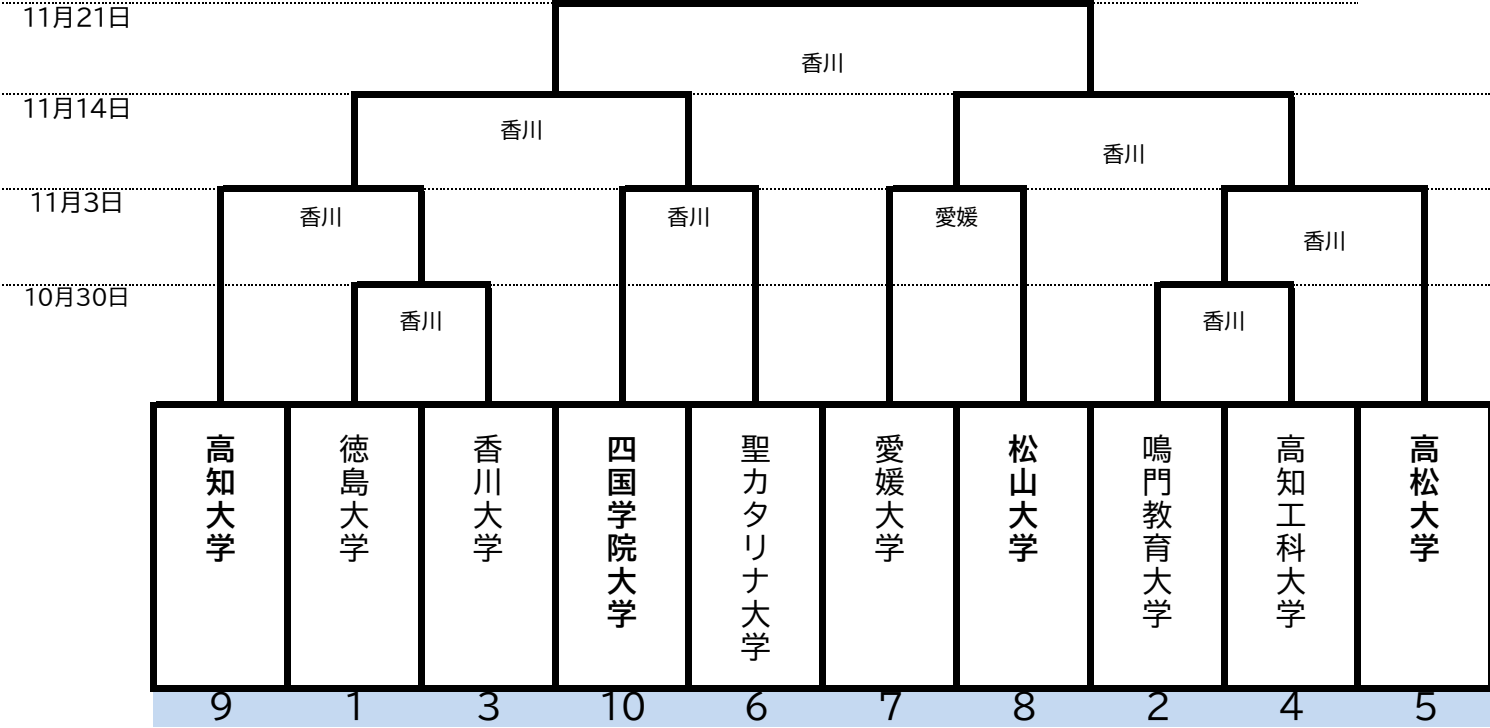 11月21日
香川
11月14日
香川
香川
11月3日
香川
香川
愛媛
香川
10月30日
香川
香川
高知大学
徳島大学
香川大学
四国学院大学
聖カタリナ大学
愛媛大学
松山大学
鳴門教育大学
高知工科大学
高松大学
9
1
3
10
6
7
8
2
4
5